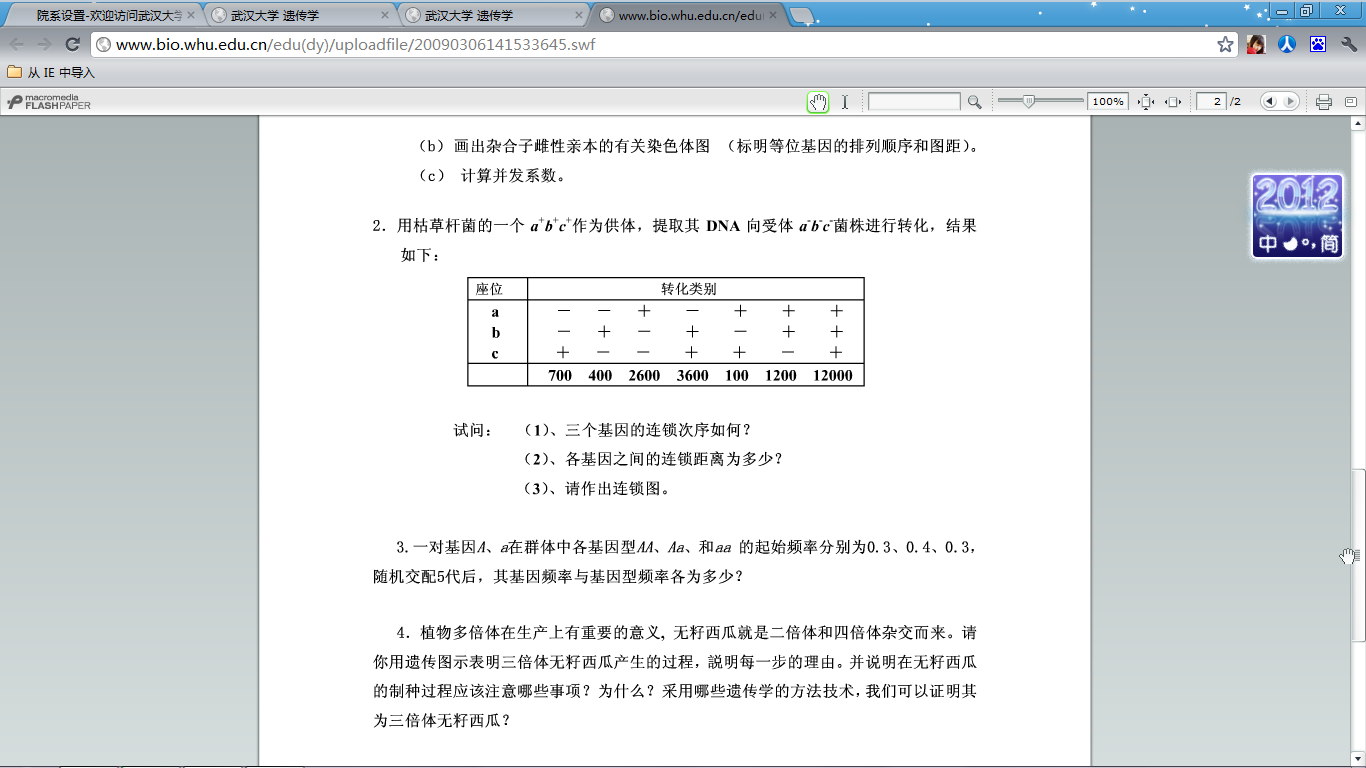 院系设置-欢迎访问武汉大学
武汉大学 遗传学
武汉大学 遗传学
www.bio.whu.edu.cn/edu
www.bio.whu.edu.cn/edu(dy)/uploadfile/20090306141533645.swf
从 IE 中导入
macromedia
FLASHPAPER
100%
2 /2
(b) 画出杂合子雌性亲本的有关染色体图 (标明等位基因的排列顺序和图距)。
(c) 计算并发系数。
2. 用枯草杆菌的一个 a⁺b⁺c⁺作为供体，提取其 DNA 向受体 a⁻b⁻c⁻菌株进行转化，结果
如下：
座位 转化类别
a － － ＋ － ＋ ＋ ＋
b － ＋ － ＋ － ＋ ＋
c ＋ － － ＋ ＋ － ＋
700 400 2600 3600 100 1200 12000
试问： （1）、三个基因的连锁次序如何？
（2）、各基因之间的连锁距离为多少？
（3）、请作出连锁图。
3.一对基因A、a在群体中各基因型AA、Aa、和aa 的起始频率分别为0.3、0.4、0.3，
随机交配5代后，其基因频率与基因型频率各为多少？
4. 植物多倍体在生产上有重要的意义, 无籽西瓜就是二倍体和四倍体杂交而来。请
你用遗传图示表明三倍体无籽西瓜产生的过程，説明每一步的理由。并说明在无籽西瓜
的制种过程应该注意哪些事项？为什么？采用哪些遗传学的方法技术，我们可以证明其
为三倍体无籽西瓜？
2012
中 简